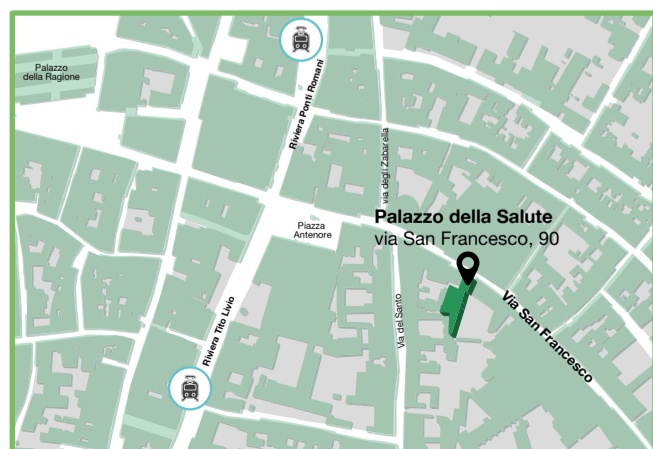 Palazzo
della Ragione
Riviera Ponti Romani
via degli Zabarella
Piazza
Antenore
Palazzo della Salute
via San Francesco, 90
Via San Francesco
Via del Santo
Riviera Tito Livio